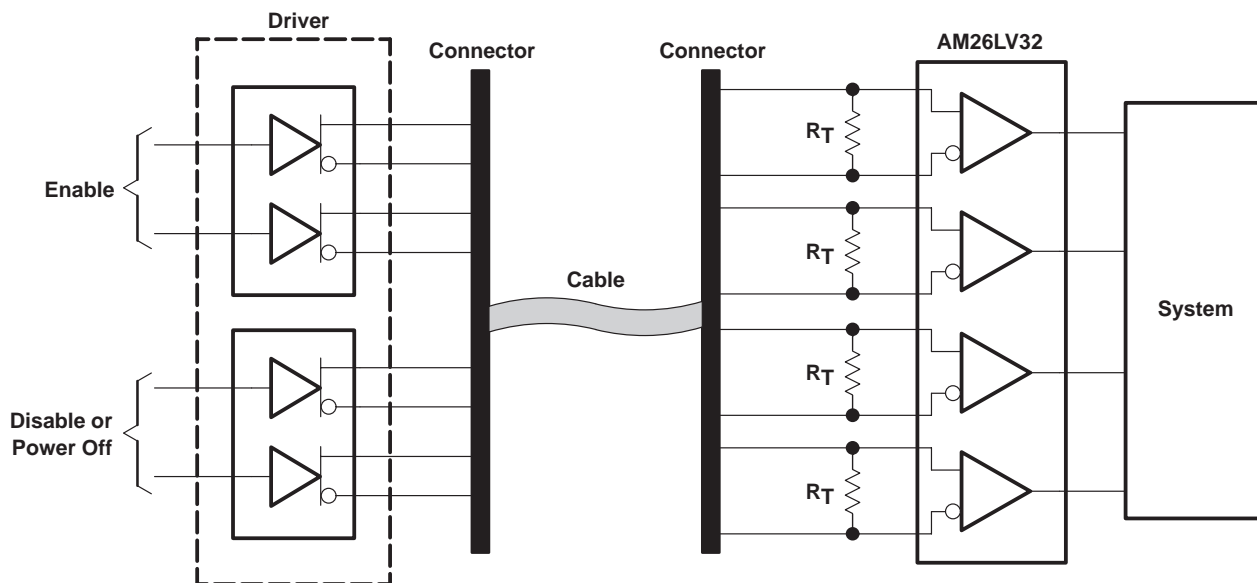 Driver
Connector
Connector
AM26LV32
Enable
Disable or
Power Off
Cable
RT
RT
RT
RT
System